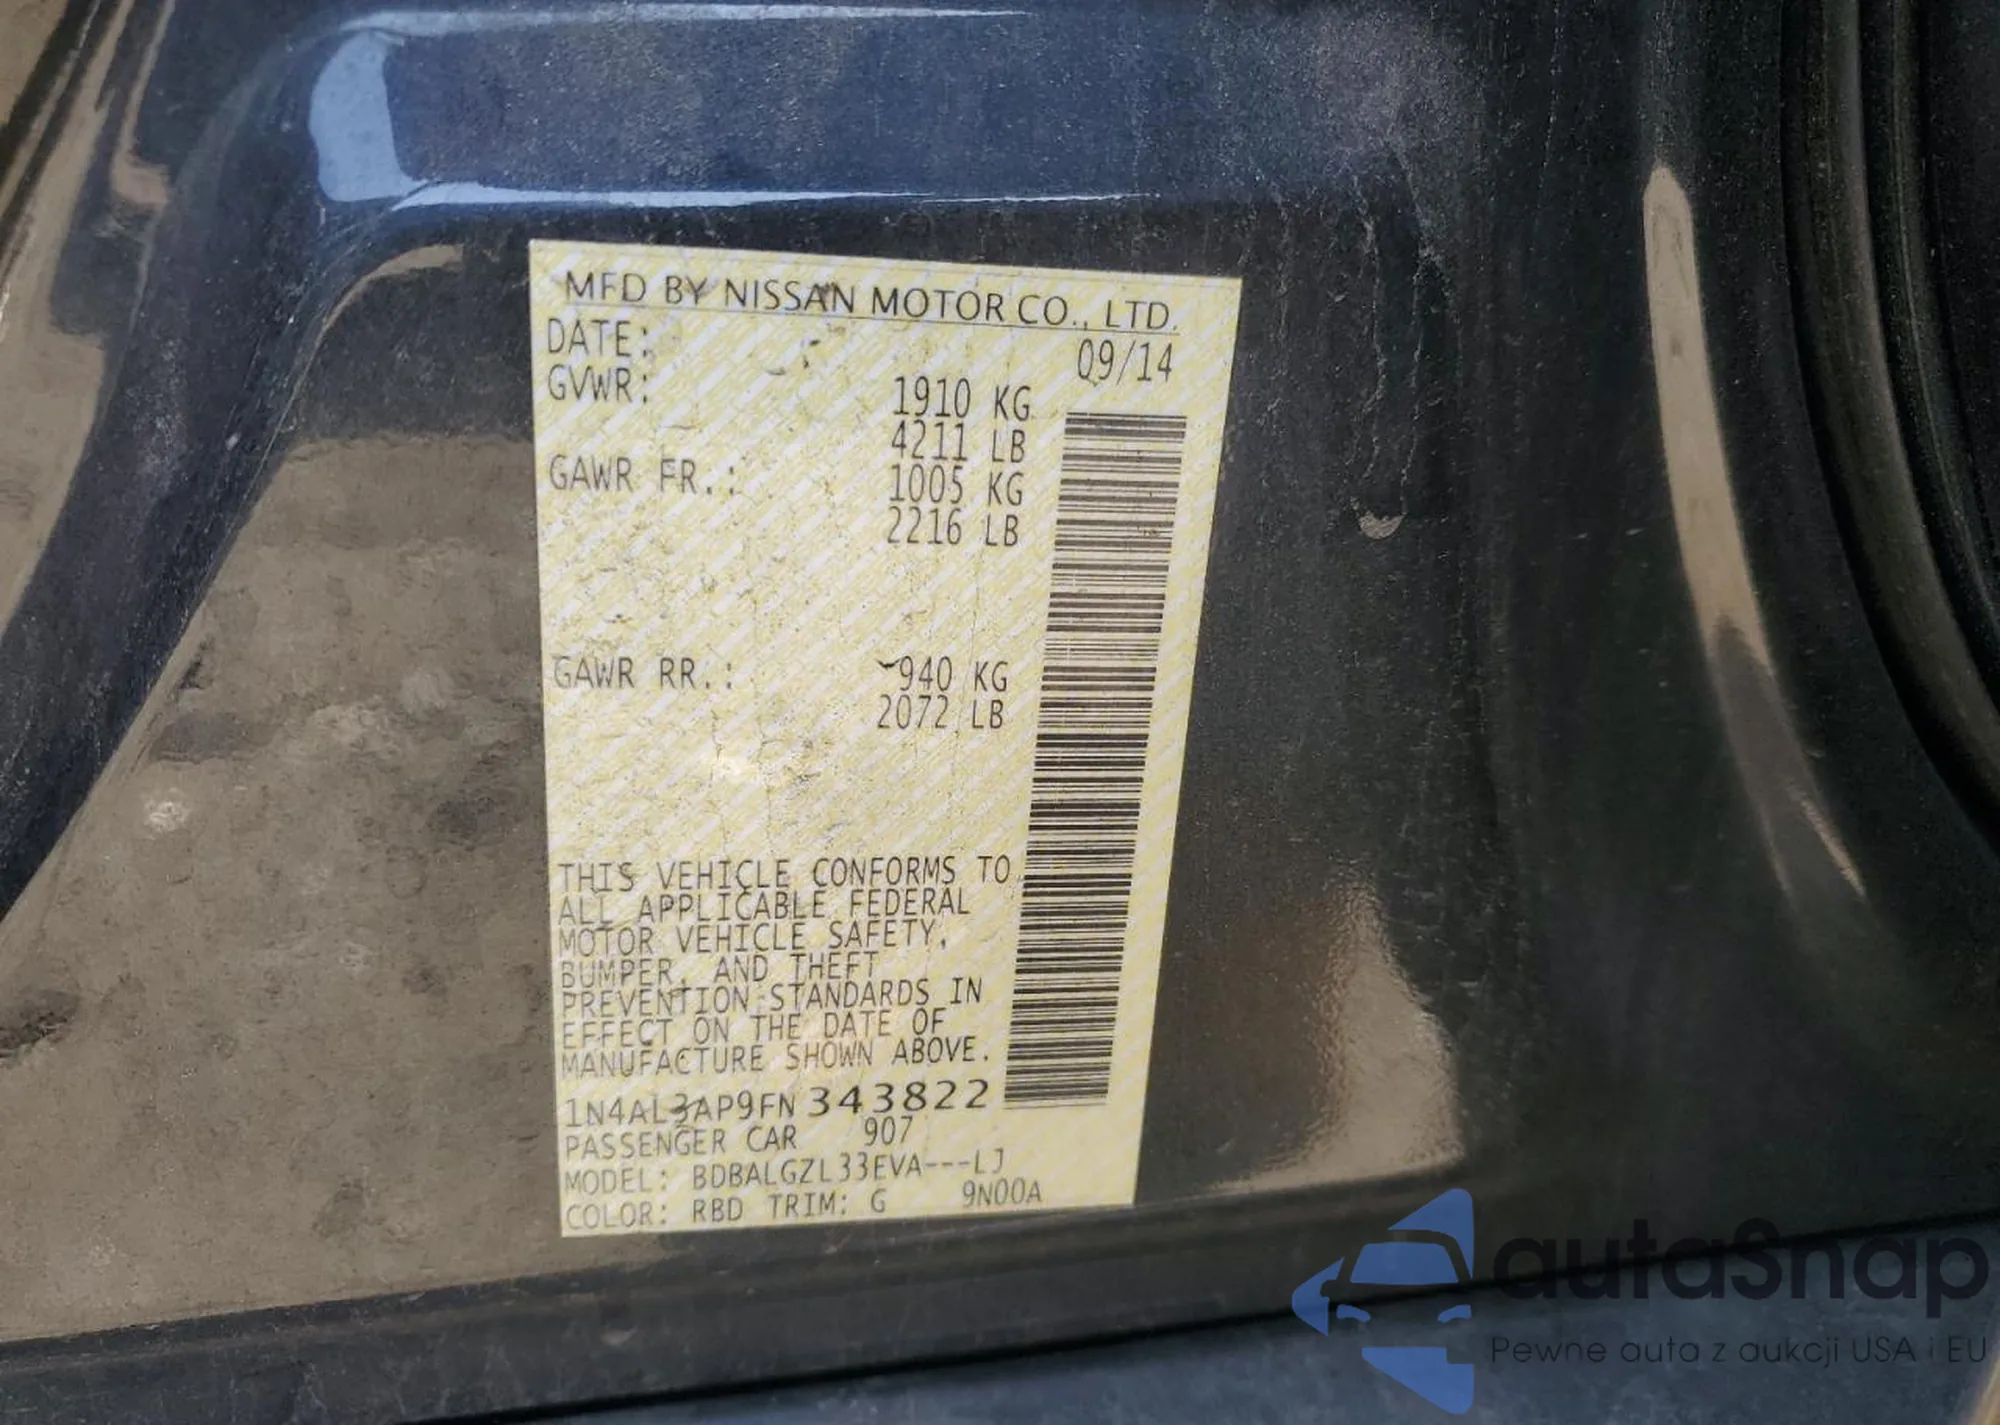 MFD BY NISSAN MOTOR CO., LTD.
DATE: 09/14
GVWR: 1910 KG
4211 LB
GAWR FR.: 1005 KG
2216 LB
GAWR RR.: 940 KG
2072 LB
THIS VEHICLE CONFORMS TO
ALL APPLICABLE FEDERAL
MOTOR VEHICLE SAFETY,
BUMPER, AND THEFT
PREVENTION STANDARDS IN
EFFECT ON THE DATE OF
MANUFACTURE SHOWN ABOVE.
1N4AL3AP9FN343822
PASSENGER CAR 907
MODEL: BDBALGZL33EVA---LJ
COLOR: RBD TRIM: G 9N00A
autaSnap
Pewne auta z aukcji USA i EU